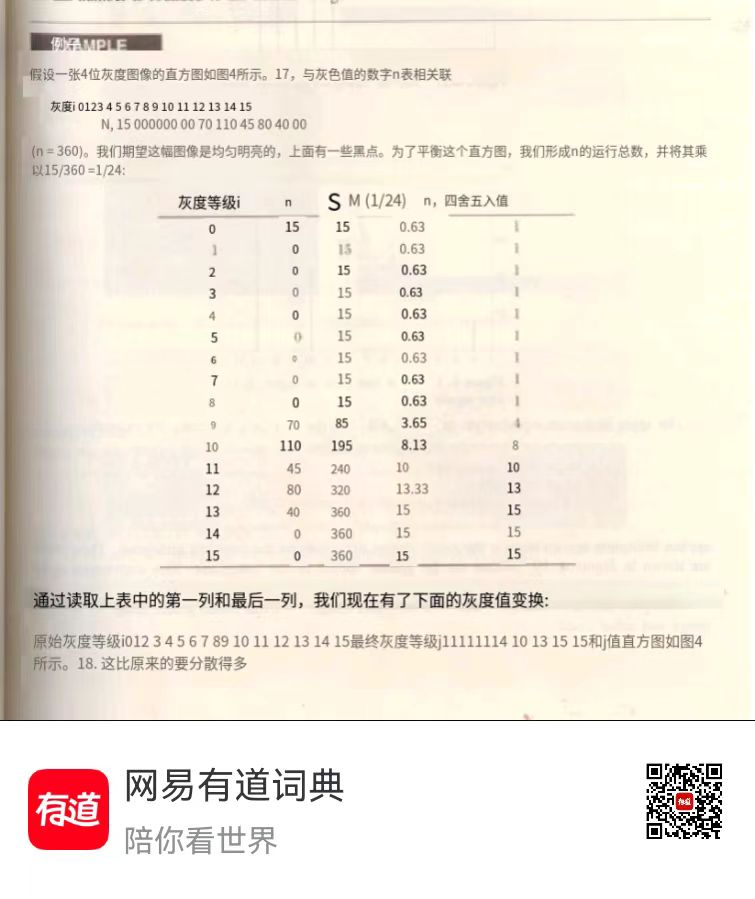 例子AMPLE
假设一张4位灰度图像的直方图如图4所示。17，与灰色值的数字n表相关联
灰度i 0123 4 5 6 7 8 9 10 11 12 13 14 15
N, 15 000000 00 70 110 45 80 40 00
(n = 360)。我们期望这幅图像是均匀明亮的，上面有一些黑点。为了平衡这个直方图，我们形成n的运行总数，并将其乘
以15/360 =1/24:
灰度等级i n S M (1/24) n，四舍五入值
0 15 15 0.63 1
1 0 15 0.63 1
2 0 15 0.63 1
3 0 15 0.63 1
4 0 15 0.63 1
5 0 15 0.63 1
6 0 15 0.63 1
7 0 15 0.63 1
8 0 15 0.63 1
9 70 85 3.65 4
10 110 195 8.13 8
11 45 240 10 10
12 80 320 13.33 13
13 40 360 15 15
14 0 360 15 15
15 0 360 15 15
通过读取上表中的第一列和最后一列，我们现在有了下面的灰度值变换:
原始灰度等级i012 3 4 5 6 7 89 10 11 12 13 14 15最终灰度等级j11111114 10 13 15 15和j值直方图如图4
所示。18. 这比原来的要分散得多
有道
网易有道词典
陪你看世界
有道